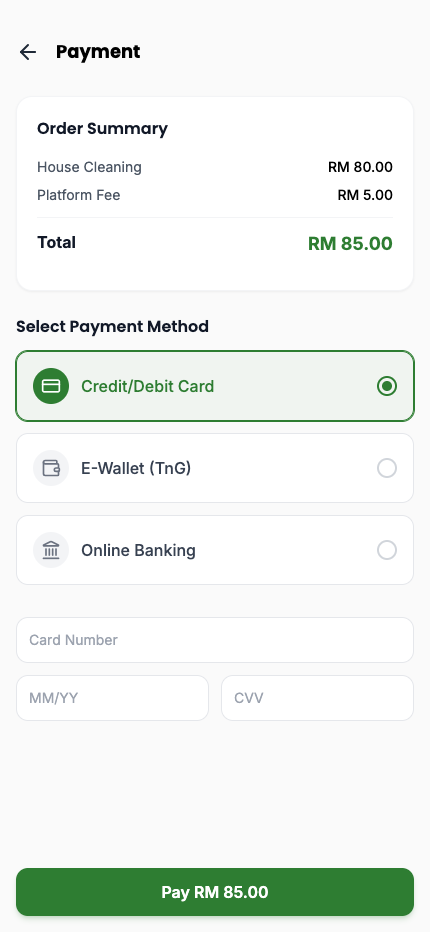 Payment
Order Summary
House Cleaning RM 80.00
Platform Fee RM 5.00
Total RM 85.00
Select Payment Method
Credit/Debit Card
E-Wallet (TnG)
Online Banking
Card Number
MM/YY CVV
Pay RM 85.00